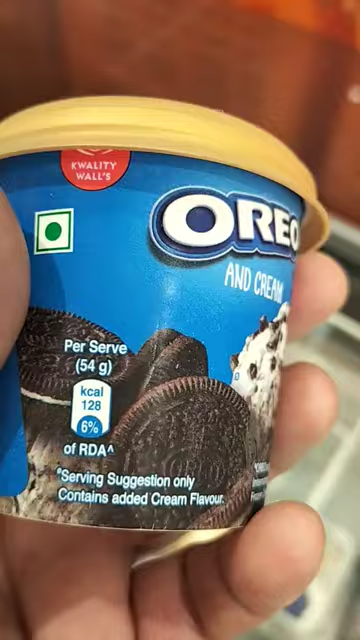 KWALITY
WALL'S
OREO
AND CREAM
Per Serve
(54 g)
kcal
128
6%
of RDA^
*Serving Suggestion only
Contains added Cream Flavour.